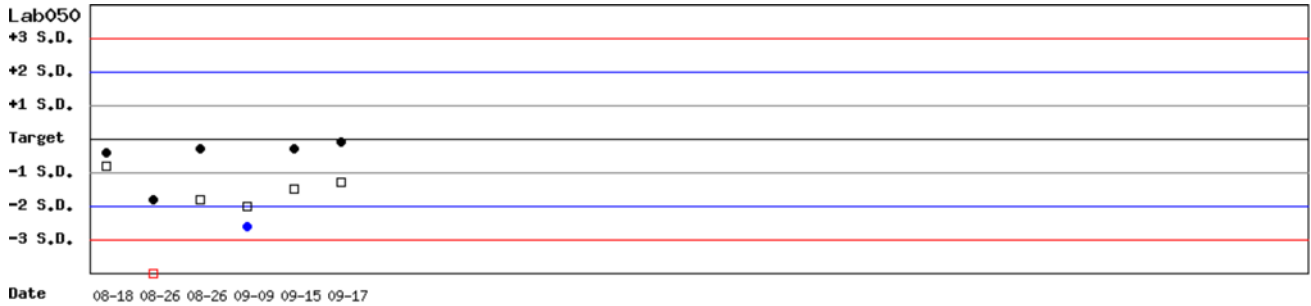 Lab050
+3 S.D.
+2 S.D.
+1 S.D.
Target
-1 S.D.
-2 S.D.
-3 S.D.
Date 08-18 08-26 08-26 09-09 09-15 09-17